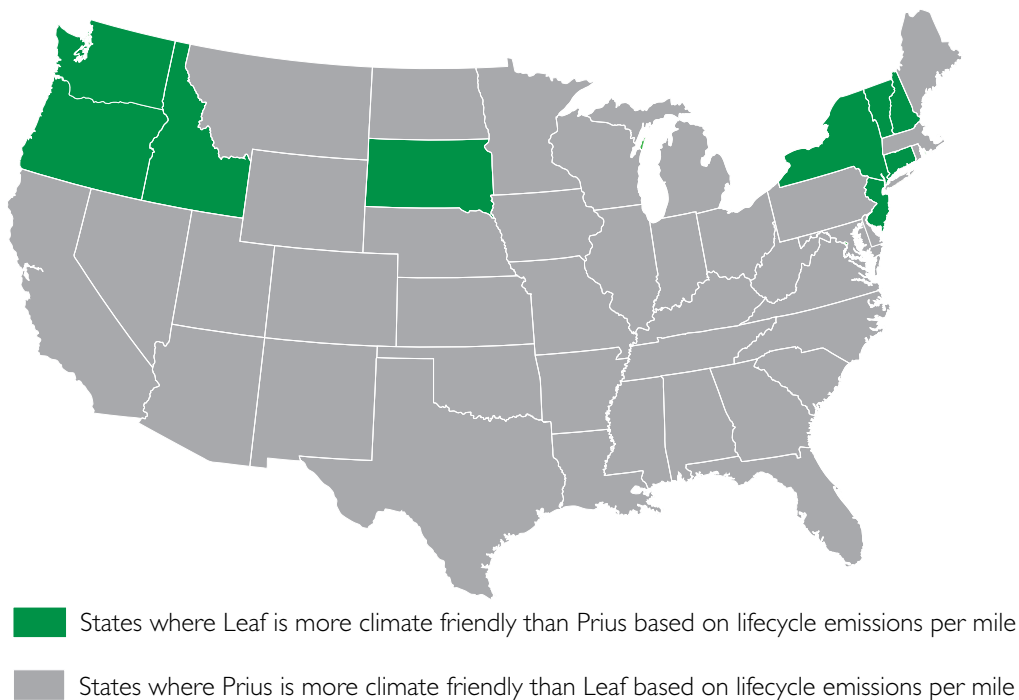 States where Leaf is more climate friendly than Prius based on lifecycle emissions per mile
States where Prius is more climate friendly than Leaf based on lifecycle emissions per mile